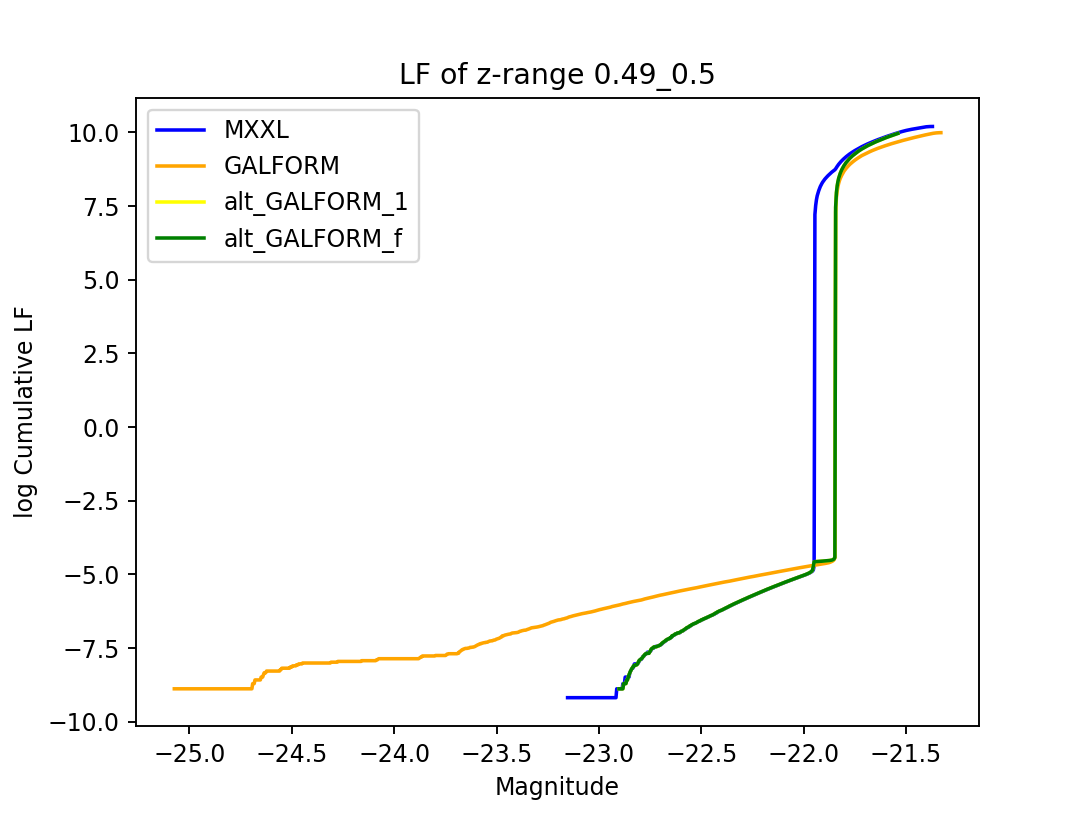 LF of z-range 0.49_0.5
MXXL
GALFORM
alt_GALFORM_1
alt_GALFORM_f
10.0
7.5
5.0
2.5
0.0
−2.5
−5.0
−7.5
−10.0
log Cumulative LF
−25.0 −24.5 −24.0 −23.5 −23.0 −22.5 −22.0 −21.5
Magnitude